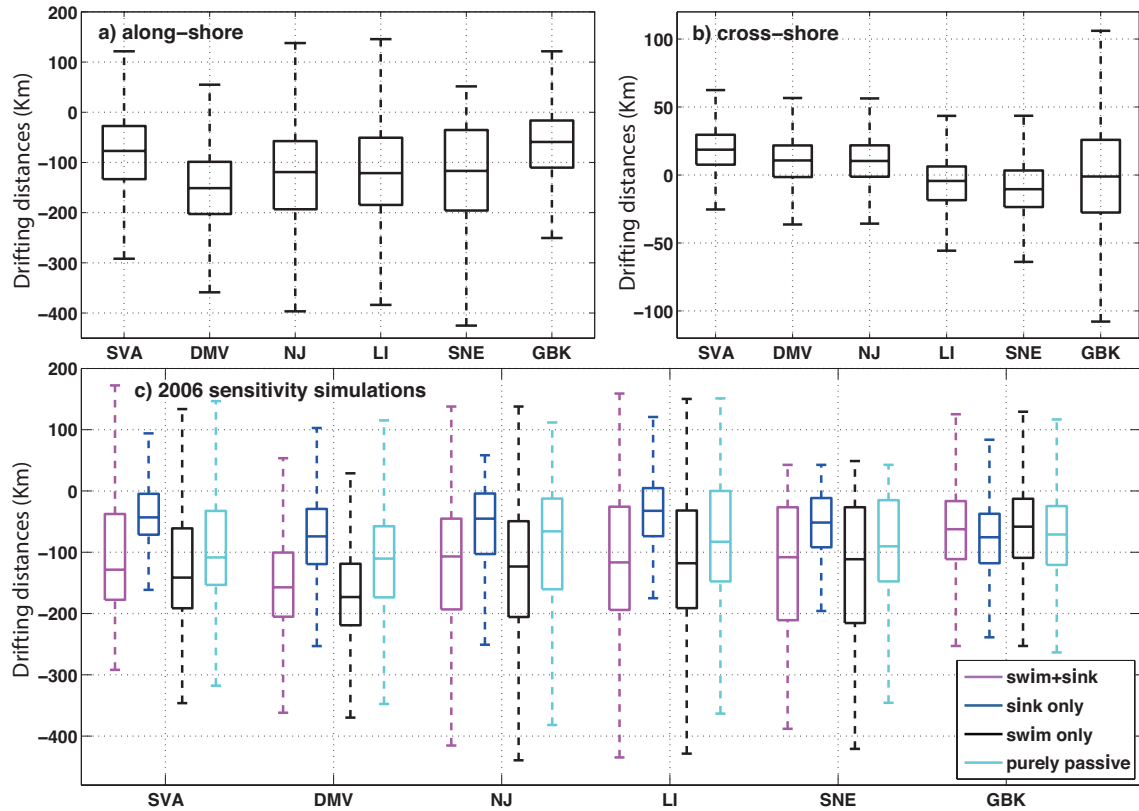 a) along−shore
Drifting distances (Km)
200
100
0
−100
−200
−300
−400
SVA DMV NJ LI SNE GBK
b) cross−shore
Drifting distances (Km)
100
50
0
−50
−100
SVA DMV NJ LI SNE GBK
c) 2006 sensitivity simulations
Drifting distances (Km)
200
100
0
−100
−200
−300
−400
SVA DMV NJ LI SNE GBK
swim+sink
sink only
swim only
purely passive